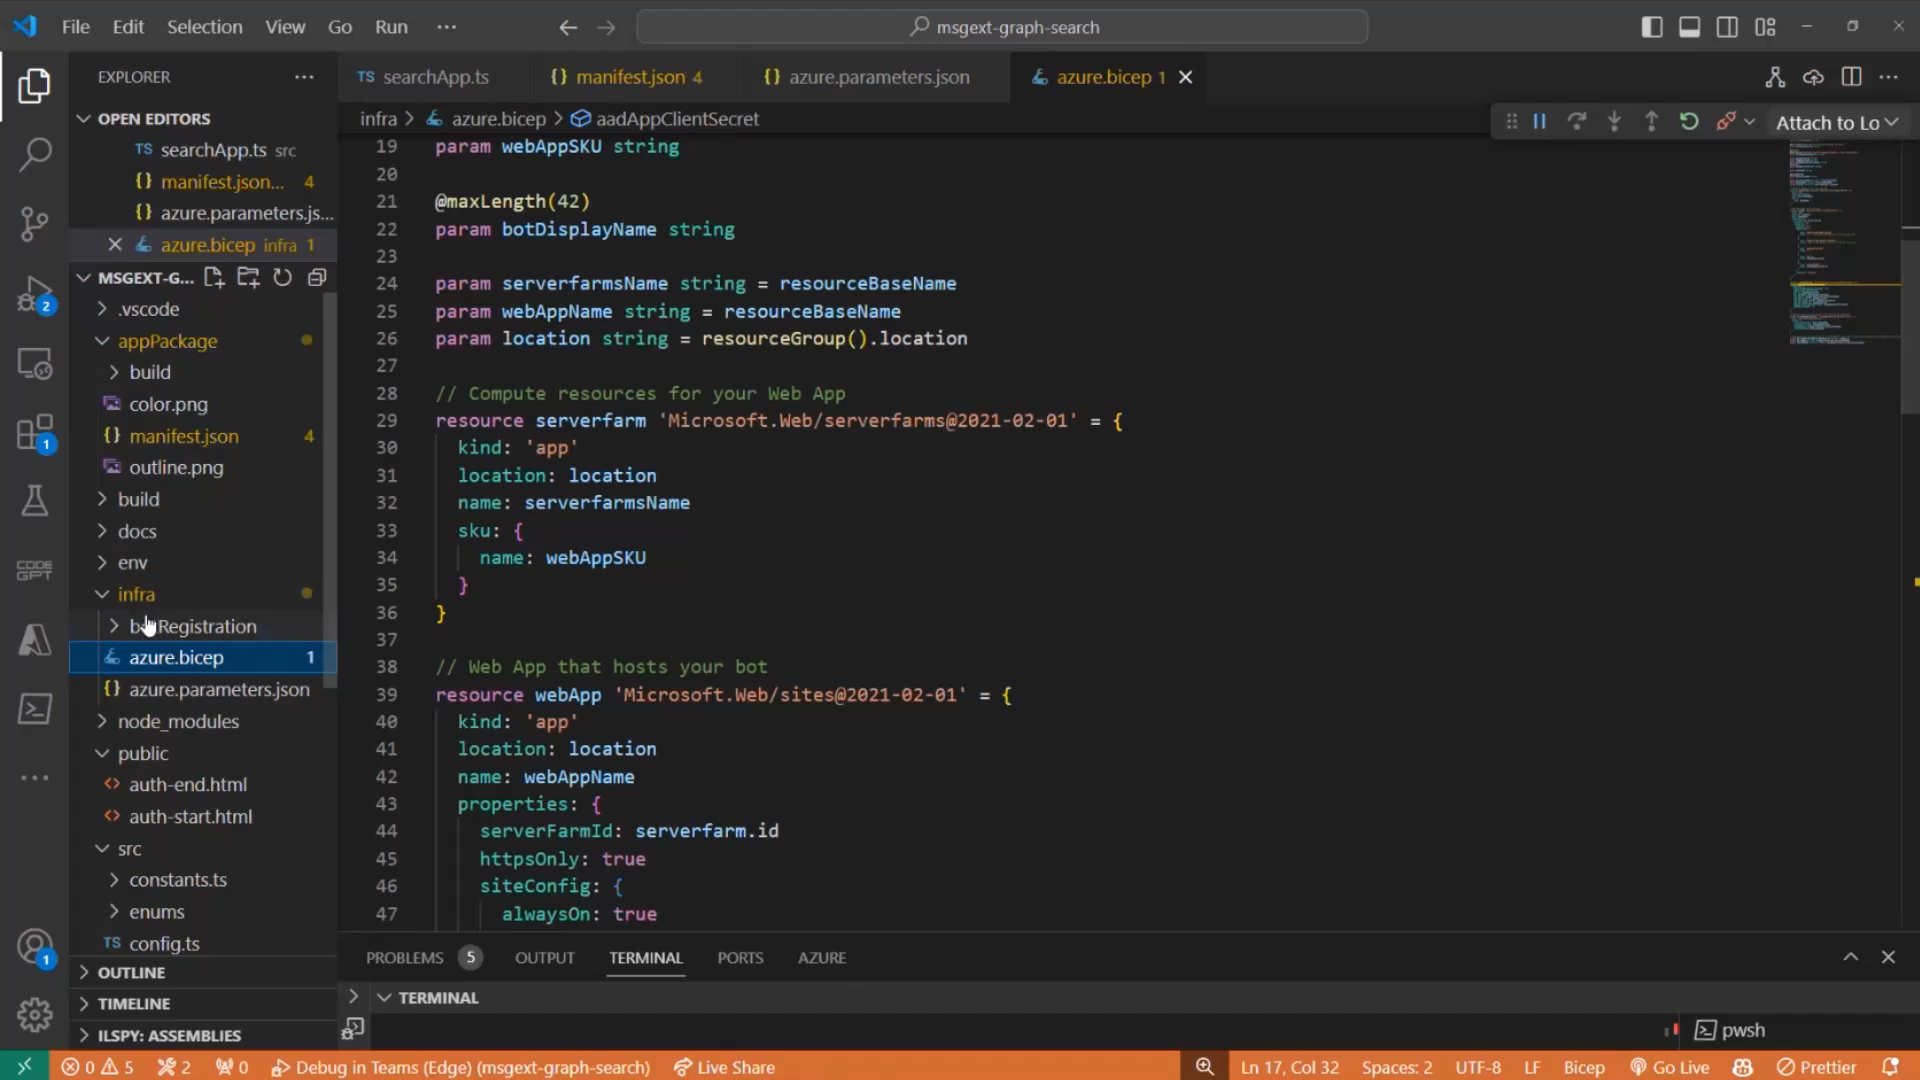 File Edit Selection View Go Run ···
msgext-graph-search
EXPLORER
TS searchApp.ts
{} manifest.json 4
{} azure.parameters.json
azure.bicep 1
OPEN EDITORS
TS searchApp.ts src
{} manifest.json... 4
{} azure.parameters.js...
azure.bicep infra 1
infra > azure.bicep > aadAppClientSecret
Attach to Lo
MSGEXT-G...
.vscode
appPackage
build
color.png
{} manifest.json 4
outline.png
build
docs
env
infra
Registration
azure.bicep 1
{} azure.parameters.json
node_modules
public
<> auth-end.html
<> auth-start.html
src
constants.ts
enums
TS config.ts
OUTLINE
TIMELINE
ILSPY: ASSEMBLIES
2
1
CODE
GPT
1
19 param webAppSKU string
20
21 @maxLength(42)
22 param botDisplayName string
23
24 param serverfarmsName string = resourceBaseName
25 param webAppName string = resourceBaseName
26 param location string = resourceGroup().location
27
28 // Compute resources for your Web App
29 resource serverfarm 'Microsoft.Web/serverfarms@2021-02-01' = {
30 kind: 'app'
31 location: location
32 name: serverfarmsName
33 sku: {
34 name: webAppSKU
35 }
36 }
37
38 // Web App that hosts your bot
39 resource webApp 'Microsoft.Web/sites@2021-02-01' = {
40 kind: 'app'
41 location: location
42 name: webAppName
43 properties: {
44 serverFarmId: serverfarm.id
45 httpsOnly: true
46 siteConfig: {
47 alwaysOn: true
PROBLEMS 5 OUTPUT TERMINAL PORTS AZURE
TERMINAL
pwsh
0 5 2 0 Debug in Teams (Edge) (msgext-graph-search) Live Share Ln 17, Col 32 Spaces: 2 UTF-8 LF Bicep Go Live Prettier